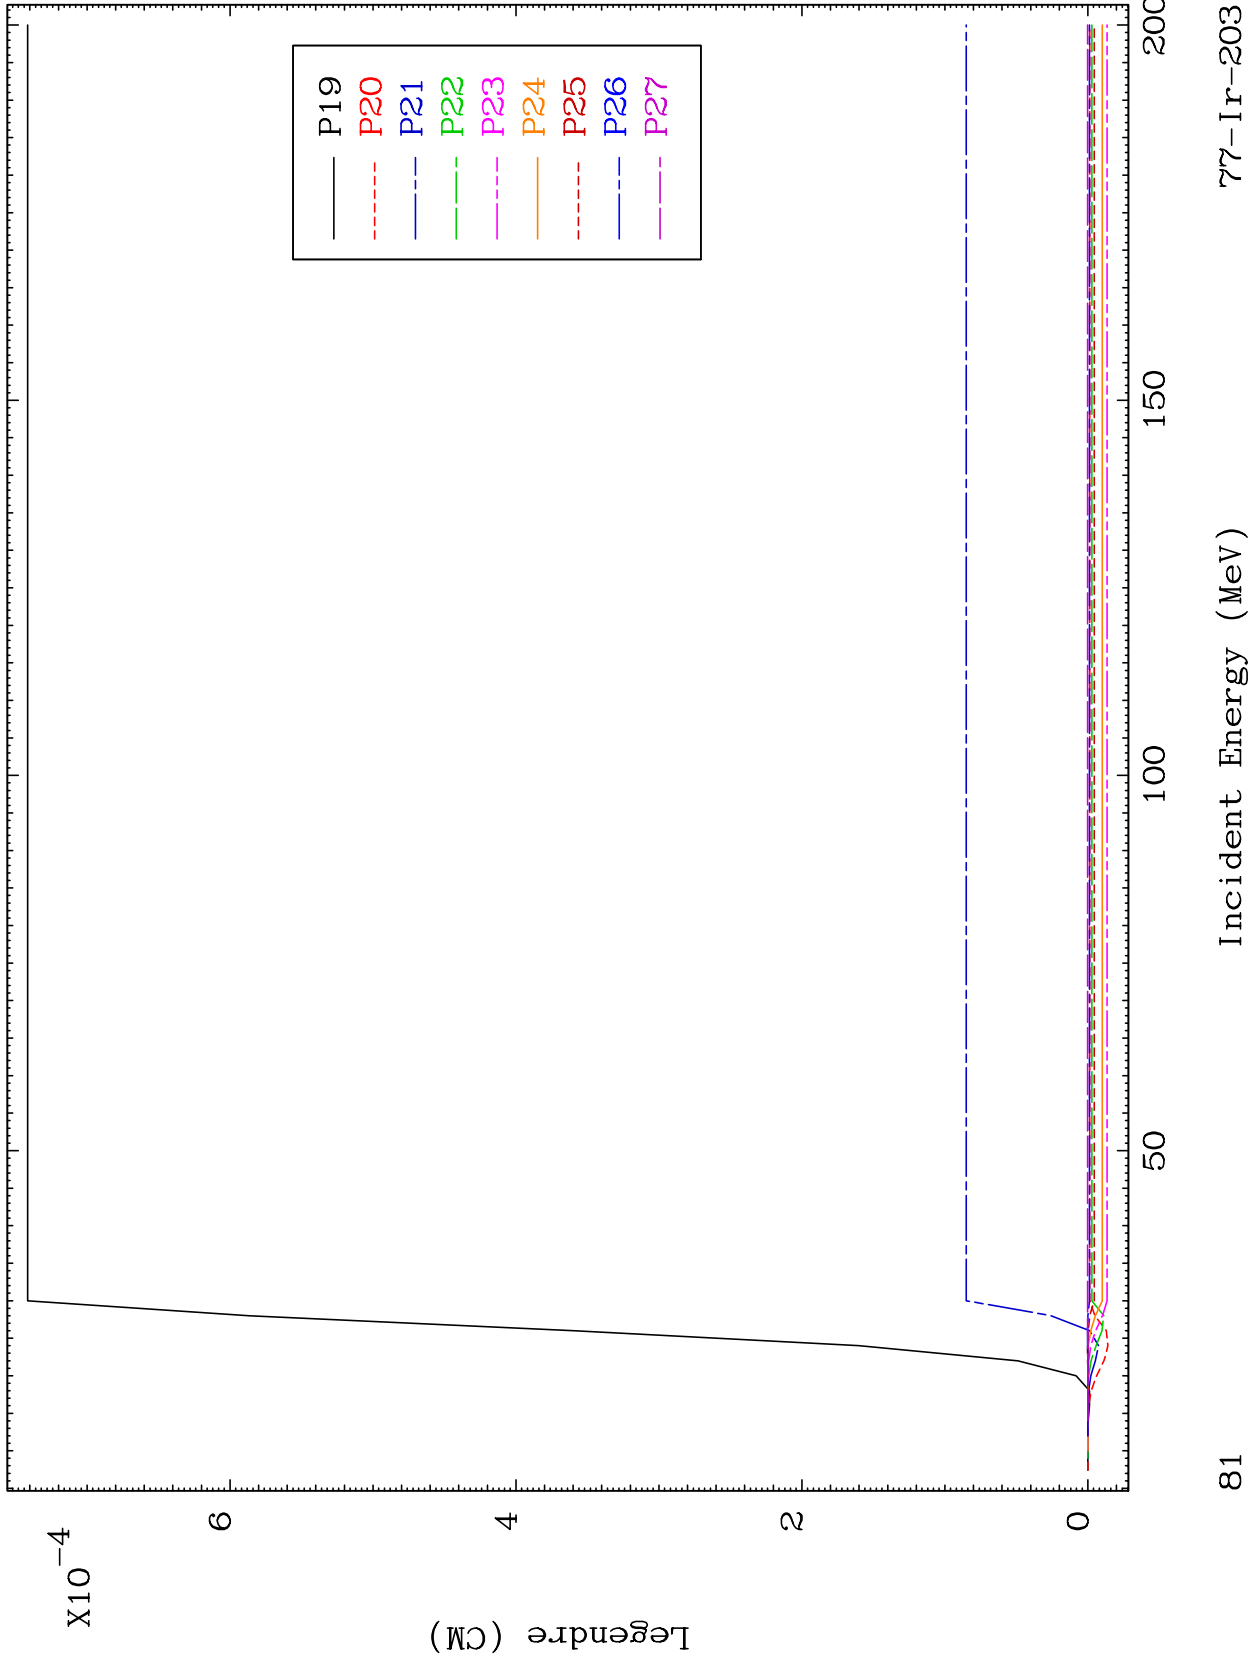 X10-4
6
4
2
0
Legendre (CM)
P19
P20
P21
P22
P23
P24
P25
P26
P27
50
100
150
200
Incident Energy (MeV)
81
77-Ir-203